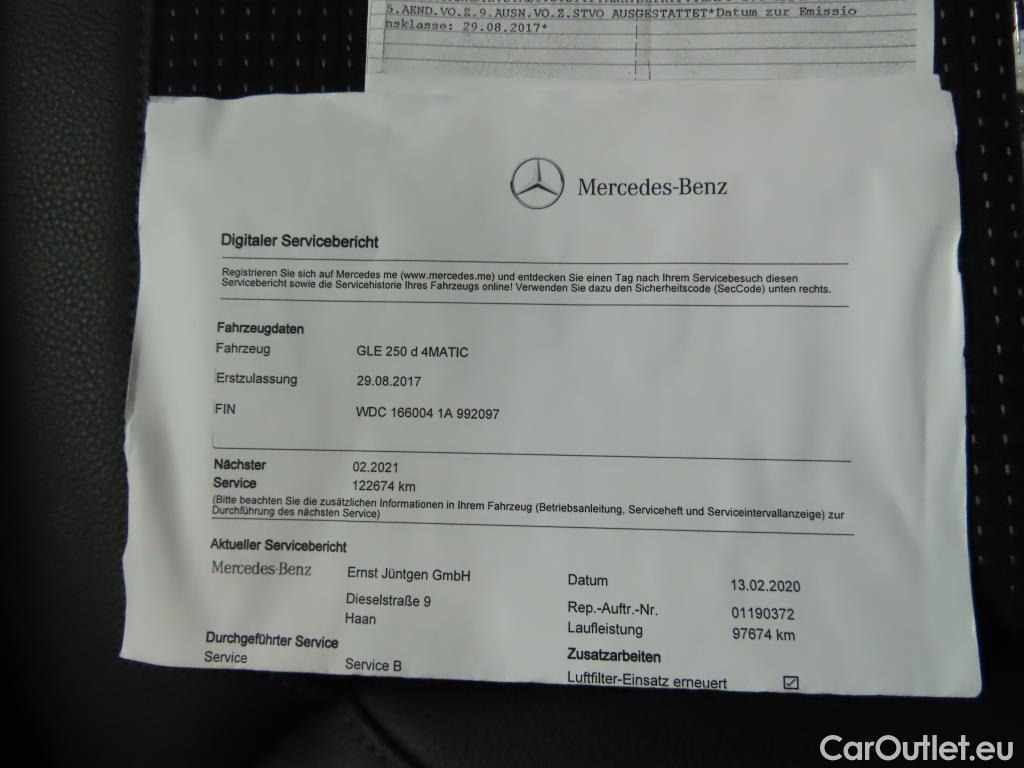 5.AEND.VO.Z.9.AUSN.VO.Z.STVO AUSGESTATTET*Datum zur Emissio
nsklasse: 29.08.2017*
Mercedes-Benz
Digitaler Servicebericht
Registrieren Sie sich auf Mercedes me (www.mercedes.me) und entdecken Sie einen Tag nach Ihrem Servicebesuch diesen
Servicebericht sowie die Servicehistorie Ihres Fahrzeugs online! Verwenden Sie dazu den Sicherheitscode (SecCode) unten rechts.
Fahrzeugdaten
Fahrzeug GLE 250 d 4MATIC
Erstzulassung 29.08.2017
FIN WDC 166004 1A 992097
Nächster 02.2021
Service 122674 km
(Bitte beachten Sie die zusätzlichen Informationen in Ihrem Fahrzeug (Betriebsanleitung, Serviceheft und Serviceintervallanzeige) zur
Durchführung des nächsten Service)
Aktueller Servicebericht
Mercedes-Benz Ernst Jüntgen GmbH Datum 13.02.2020
Dieselstraße 9 Rep.-Auftr.-Nr. 01190372
Haan Laufleistung 97674 km
Durchgeführter Service Zusatzarbeiten
Service Service B Luftfilter-Einsatz erneuert ☑
CarOutlet.eu